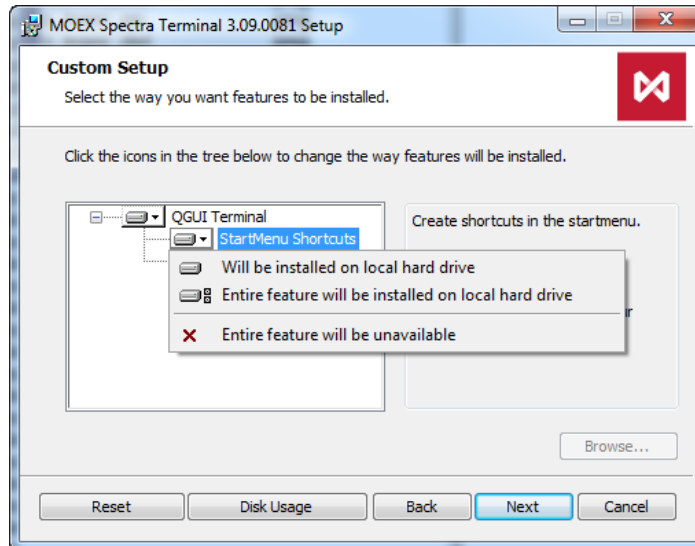 MOEX Spectra Terminal 3.09.0081 Setup
Custom Setup
Select the way you want features to be installed.
Click the icons in the tree below to change the way features will be installed.
QGUI Terminal
StartMenu Shortcuts
Create shortcuts in the startmenu.
Will be installed on local hard drive
Entire feature will be installed on local hard drive
Entire feature will be unavailable
Browse...
Reset
Disk Usage
Back
Next
Cancel